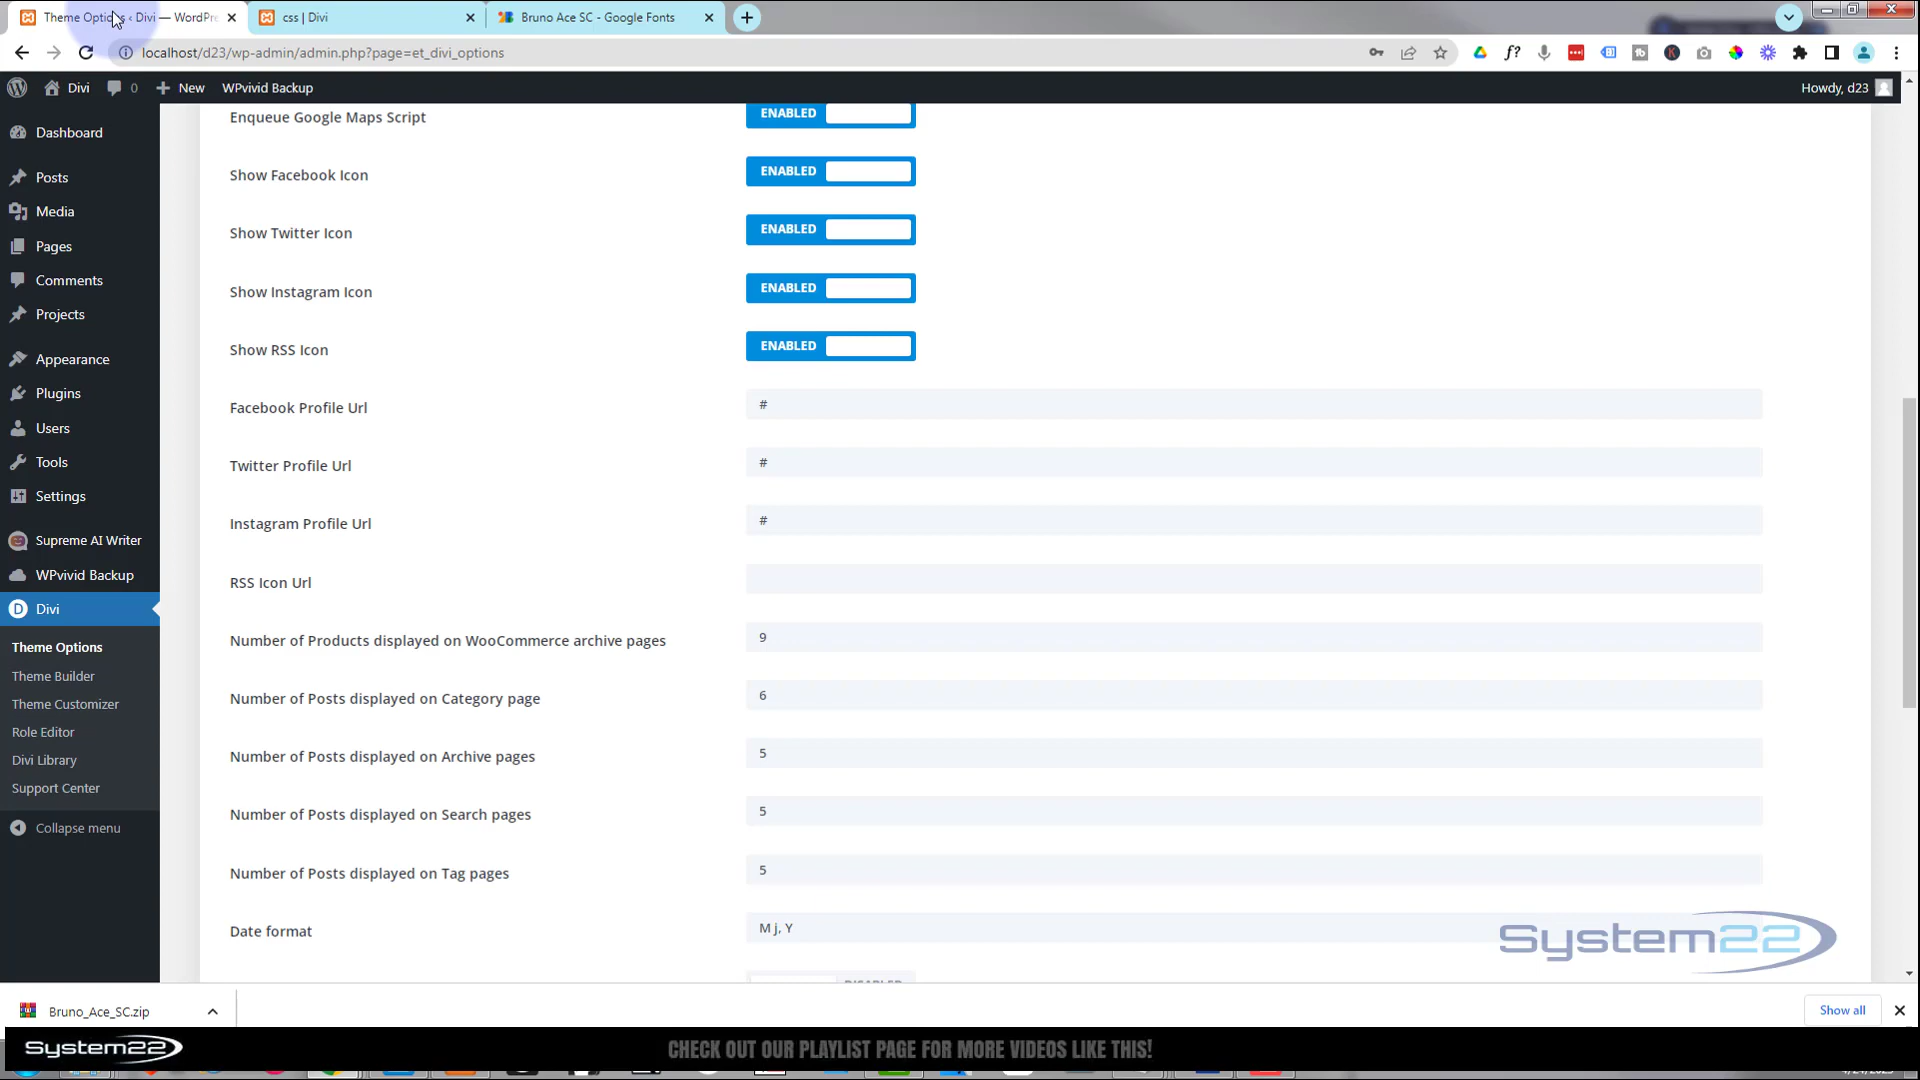 Theme Options ‹ Divi — WordPre
css | Divi
Bruno Ace SC - Google Fonts
localhost/d23/wp-admin/admin.php?page=et_divi_options
Divi
0
New
WPvivid Backup
Howdy, d23
Dashboard
Posts
Media
Pages
Comments
Projects
Appearance
Plugins
Users
Tools
Settings
Supreme AI Writer
WPvivid Backup
Divi
Theme Options
Theme Builder
Theme Customizer
Role Editor
Divi Library
Support Center
Collapse menu
Enqueue Google Maps Script
ENABLED
Show Facebook Icon
ENABLED
Show Twitter Icon
ENABLED
Show Instagram Icon
ENABLED
Show RSS Icon
ENABLED
Facebook Profile Url
#
Twitter Profile Url
#
Instagram Profile Url
#
RSS Icon Url
Number of Products displayed on WooCommerce archive pages
9
Number of Posts displayed on Category page
6
Number of Posts displayed on Archive pages
5
Number of Posts displayed on Search pages
5
Number of Posts displayed on Tag pages
5
Date format
M j, Y
DISABLED
System22
Bruno_Ace_SC.zip
Show all
System22
CHECK OUT OUR PLAYLIST PAGE FOR MORE VIDEOS LIKE THIS!